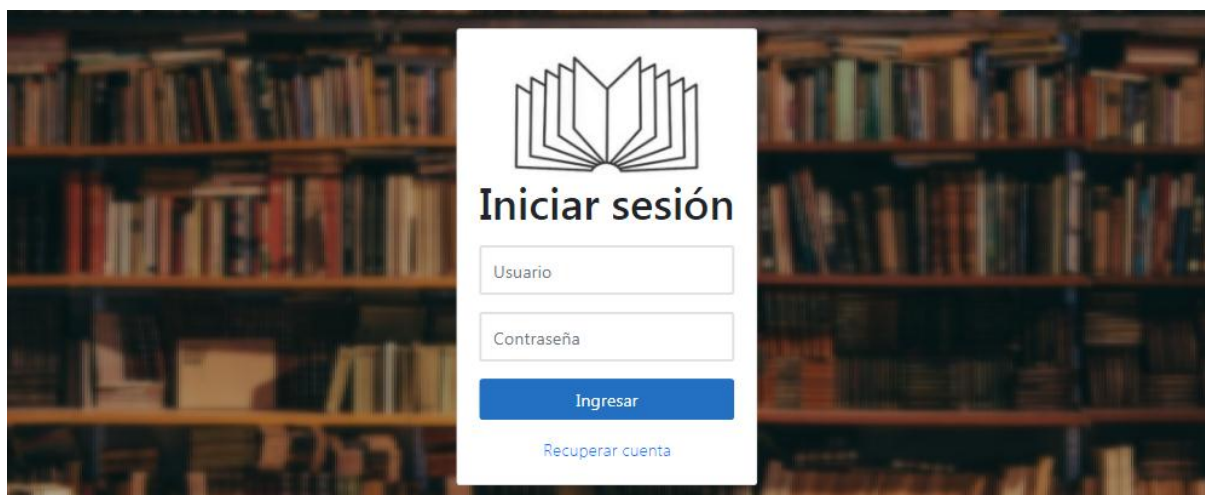 Iniciar sesión
Usuario
Contraseña
Ingresar
Recuperar cuenta